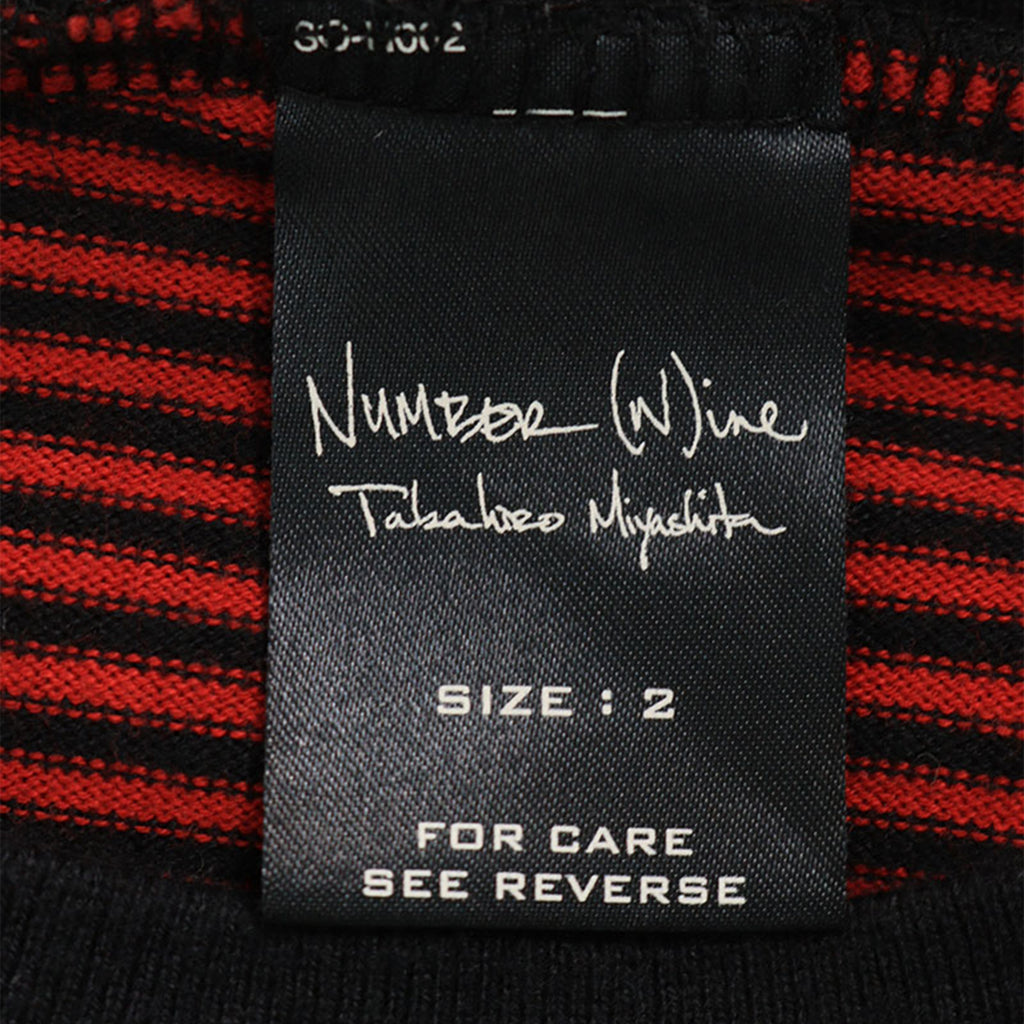 NUMBER (N)ine
Takahiro Miyashita
SIZE : 2
FOR CARE
SEE REVERSE